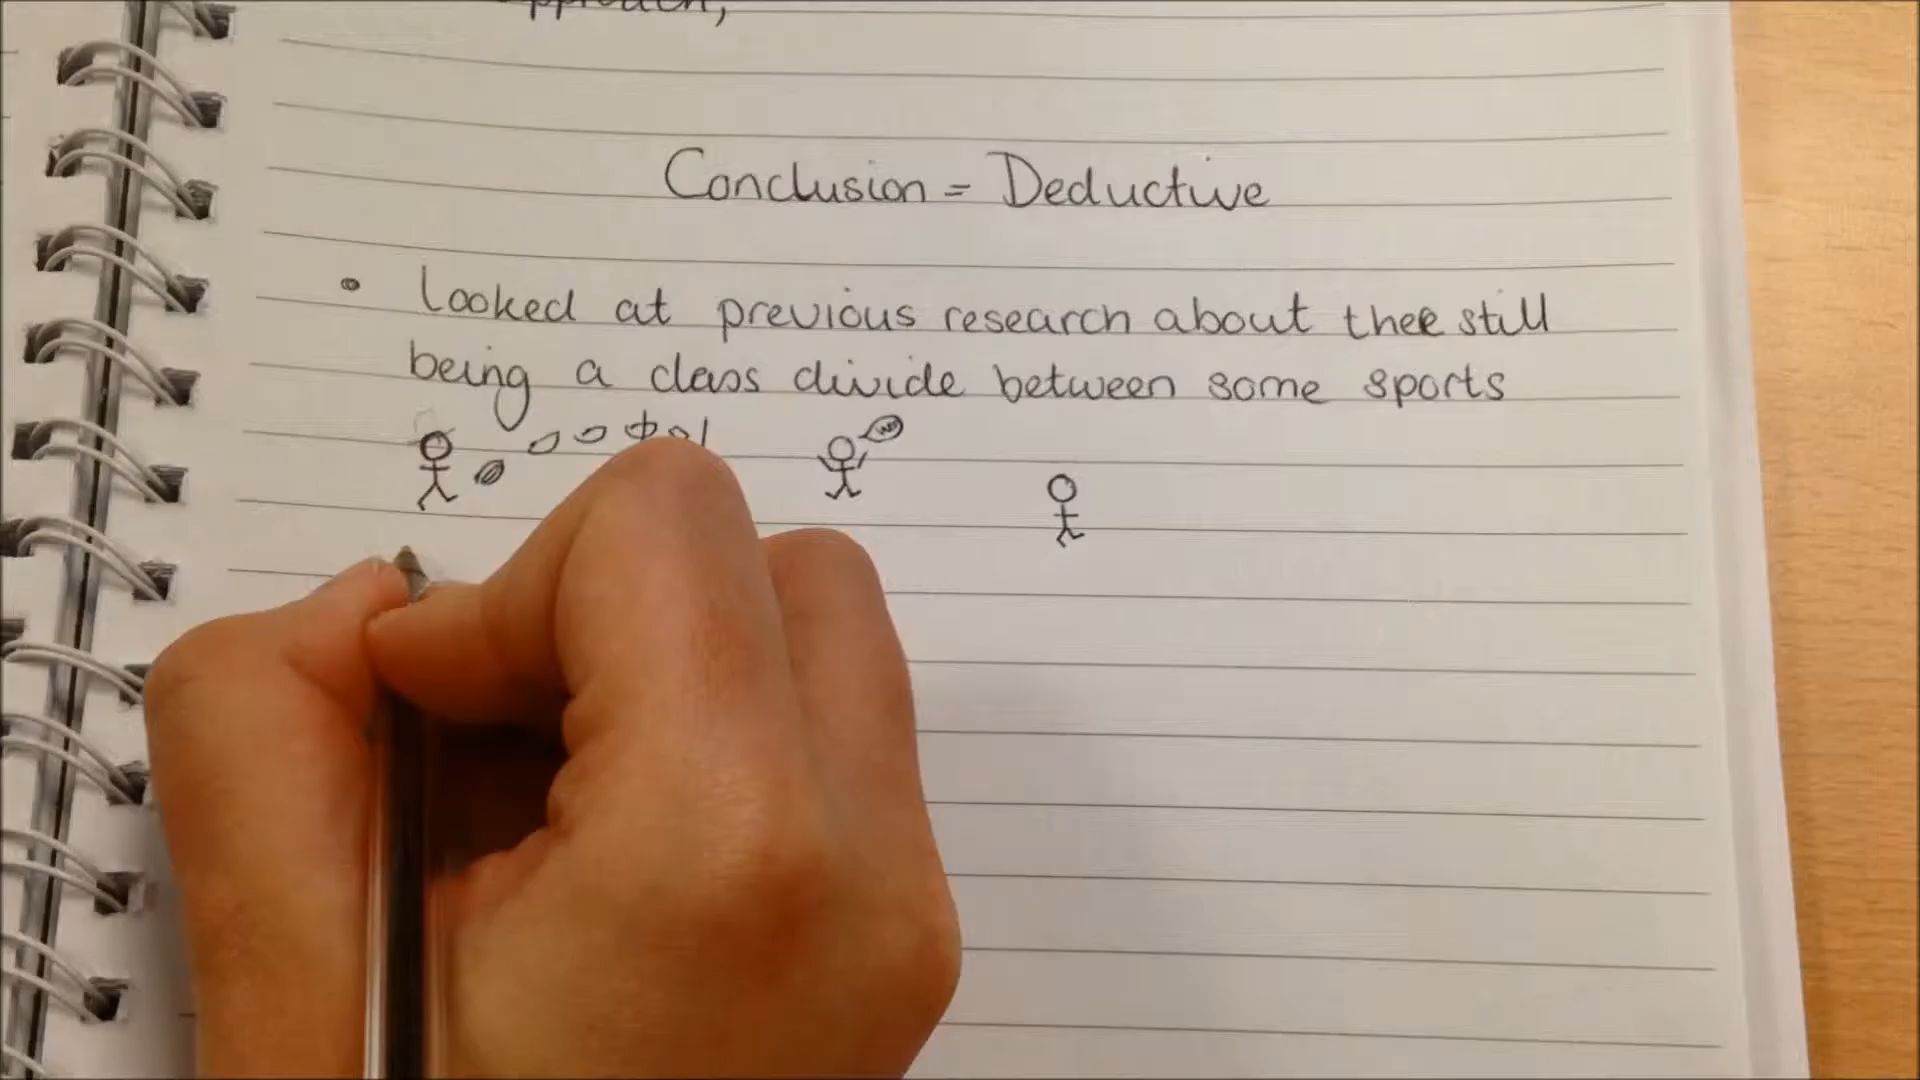 Conclusion = Deductive
• Looked at previous research about thee still
being a class divide between some sports